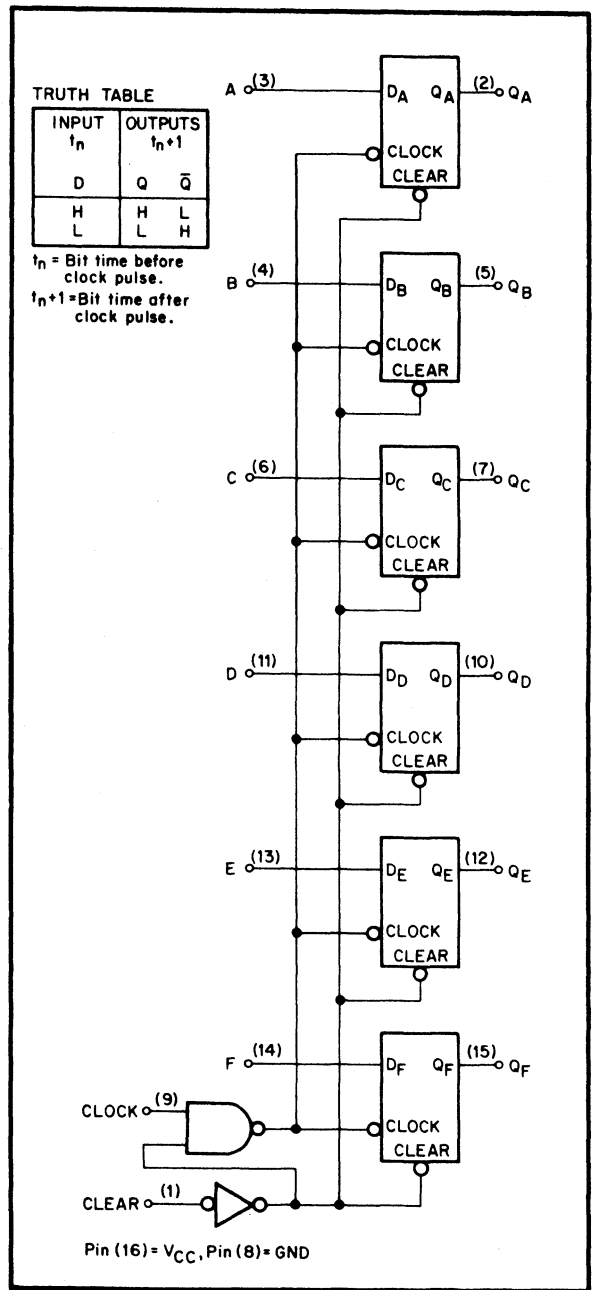 TRUTH TABLE
INPUT OUTPUTS
tn tn+1
D Q Q̄
H H L
L L H
tn = Bit time before
clock pulse.
tn+1 = Bit time after
clock pulse.
A (3) DA QA (2) QA
CLOCK
CLEAR
B (4) DB QB (5) QB
CLOCK
CLEAR
C (6) DC QC (7) QC
CLOCK
CLEAR
D (11) DD QD (10) QD
CLOCK
CLEAR
E (13) DE QE (12) QE
CLOCK
CLEAR
F (14) DF QF (15) QF
CLOCK (9) CLOCK
CLEAR
CLEAR (1)
Pin (16) = VCC, Pin (8) = GND